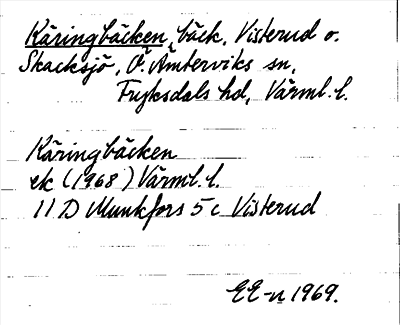 Käringbäcken, bäck, Visterud o.
Skacksjö, Ö. Ämterviks sn,
Fryksdals hd, Värml. l.
Käringbäcken
ek (1968) Värml. l.
11 D Munkfors 5 c Visterud
EE-n 1969.